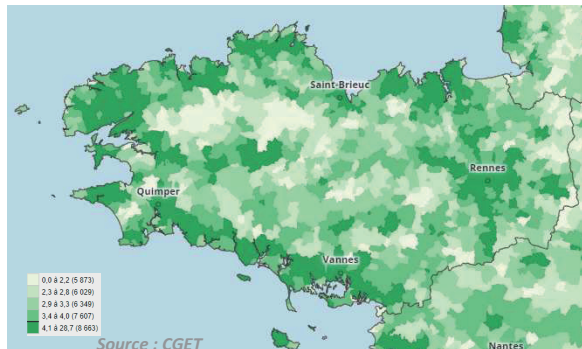 Saint-Brieuc
Rennes
Quimper
Vannes
0,0 à 2,2 (5 873)
2,3 à 2,8 (6 029)
2,9 à 3,3 (6 349)
3,4 à 4,0 (7 607)
4,1 à 28,7 (8 663)
Source : CGET
Nantes